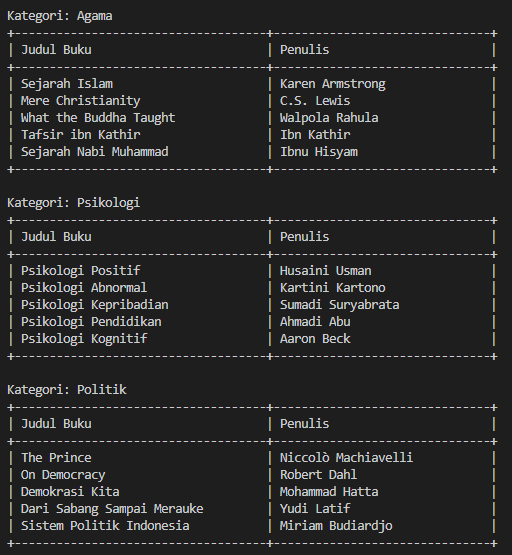 Kategori: Agama
+------------------------------------+-------------------------------+
| Judul Buku | Penulis |
+------------------------------------+-------------------------------+
| Sejarah Islam | Karen Armstrong |
| Mere Christianity | C.S. Lewis |
| What the Buddha Taught | Walpola Rahula |
| Tafsir ibn Kathir | Ibn Kathir |
| Sejarah Nabi Muhammad | Ibnu Hisyam |
+------------------------------------+-------------------------------+
Kategori: Psikologi
+------------------------------------+-------------------------------+
| Judul Buku | Penulis |
+------------------------------------+-------------------------------+
| Psikologi Positif | Husaini Usman |
| Psikologi Abnormal | Kartini Kartono |
| Psikologi Kepribadian | Sumadi Suryabrata |
| Psikologi Pendidikan | Ahmadi Abu |
| Psikologi Kognitif | Aaron Beck |
+------------------------------------+-------------------------------+
Kategori: Politik
+------------------------------------+-------------------------------+
| Judul Buku | Penulis |
+------------------------------------+-------------------------------+
| The Prince | Niccolò Machiavelli |
| On Democracy | Robert Dahl |
| Demokrasi Kita | Mohammad Hatta |
| Dari Sabang Sampai Merauke | Yudi Latif |
| Sistem Politik Indonesia | Miriam Budiardjo |
+------------------------------------+-------------------------------+